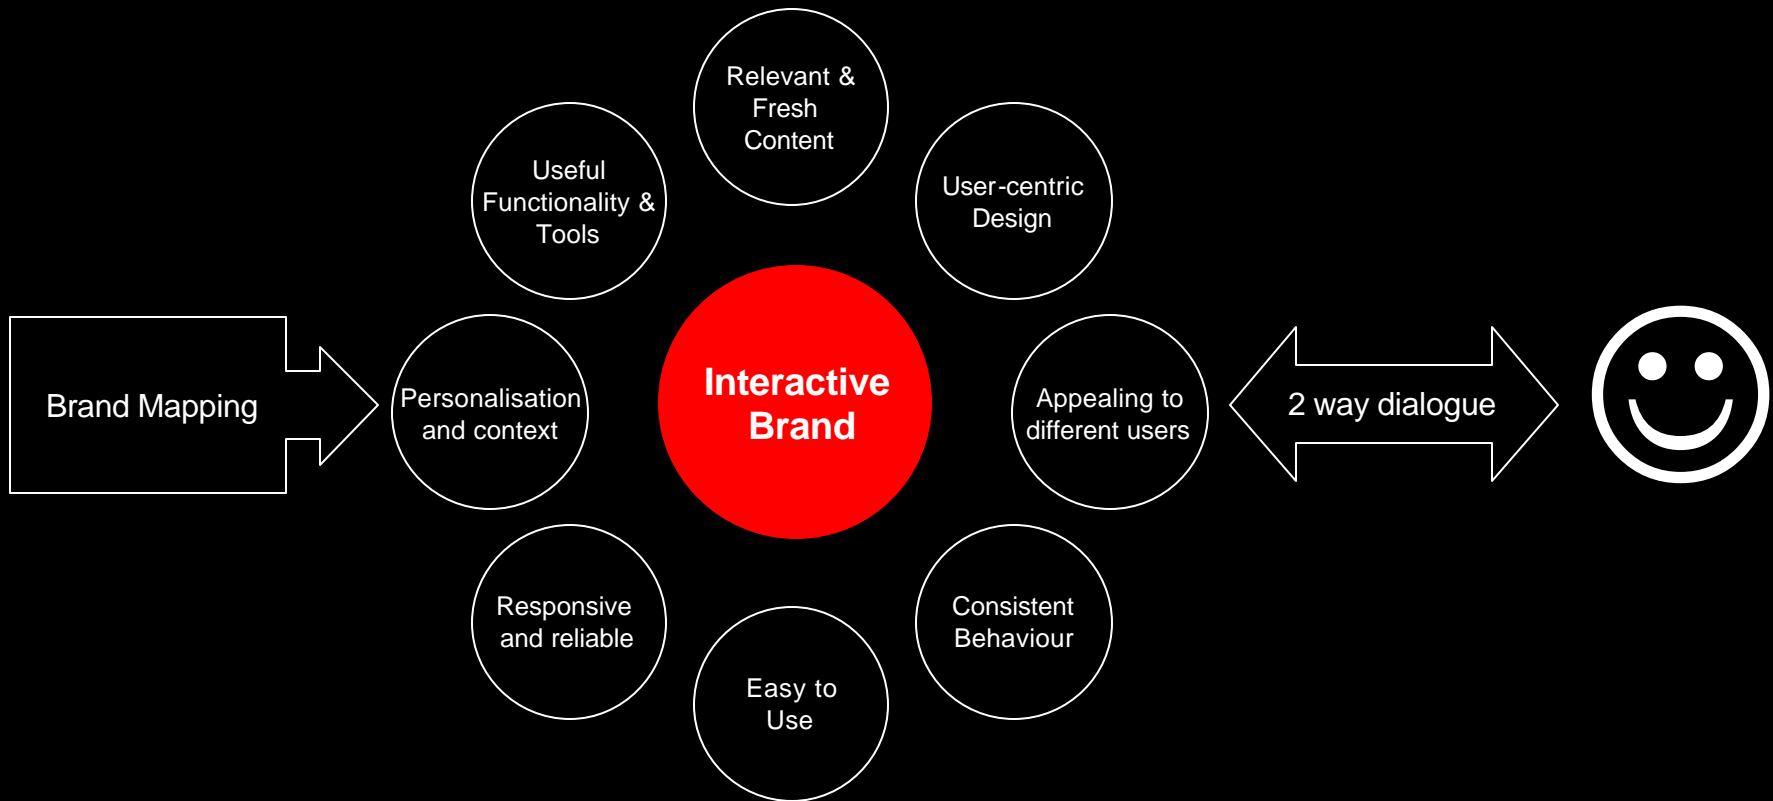 Relevant &
Fresh
Content
Useful
Functionality &
Tools
User-centric
Design
Brand Mapping
Personalisation
and context
Interactive
Brand
Appealing to
different users
2 way dialogue
Responsive
and reliable
Consistent
Behaviour
Easy to
Use